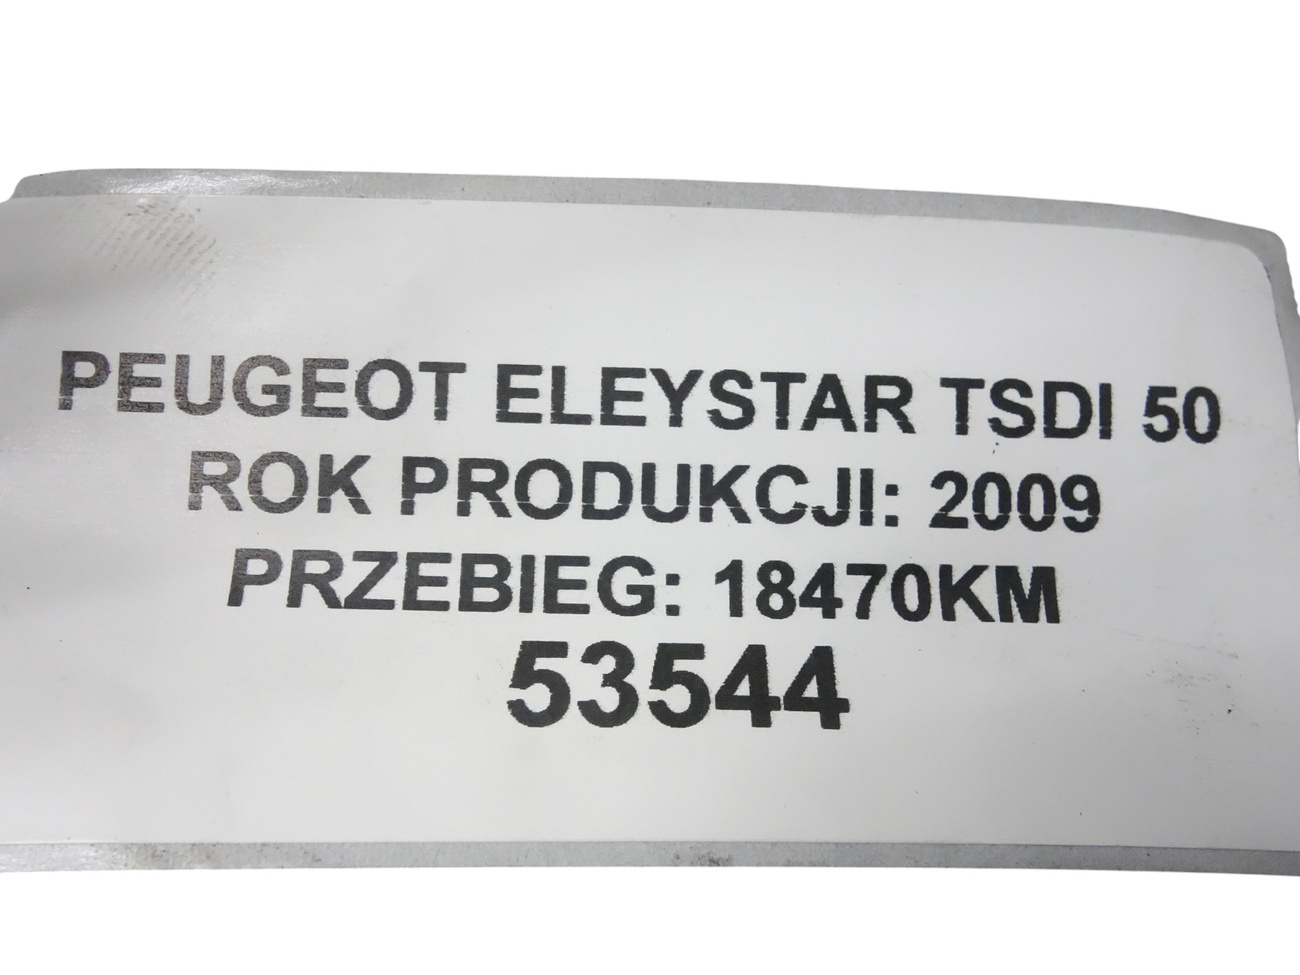 PEUGEOT ELEYSTAR TSDI 50
ROK PRODUKCJI: 2009
PRZEBIEG: 18470KM
53544